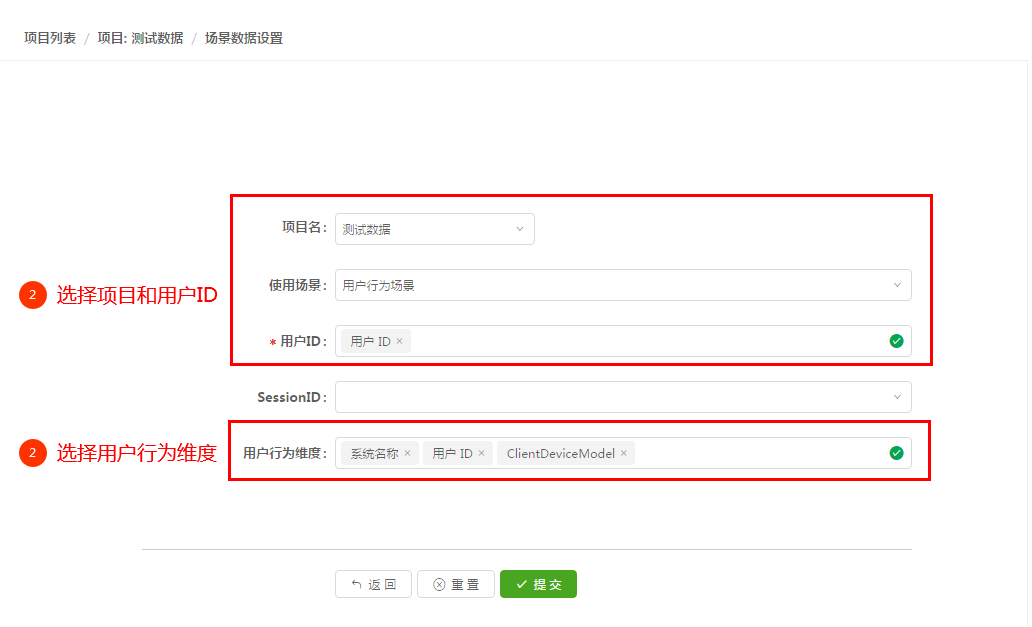 项目列表 / 项目: 测试数据 / 场景数据设置
项目名: 测试数据
使用场景: 用户行为场景
2 选择项目和用户ID
* 用户ID: 用户 ID ×
SessionID:
2 选择用户行为维度
用户行为维度: 系统名称 × 用户 ID × ClientDeviceModel ×
返 回 重 置 提 交